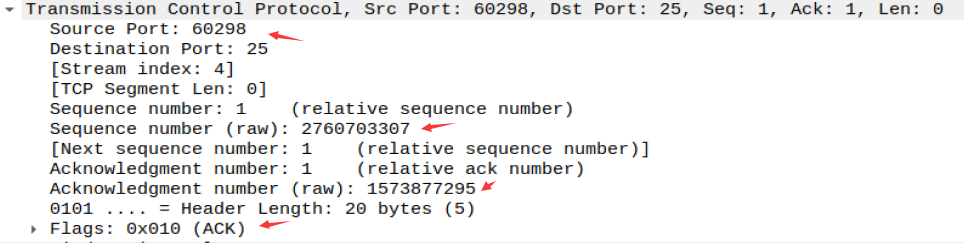 Transmission Control Protocol, Src Port: 60298, Dst Port: 25, Seq: 1, Ack: 1, Len: 0
Source Port: 60298
Destination Port: 25
[Stream index: 4]
[TCP Segment Len: 0]
Sequence number: 1    (relative sequence number)
Sequence number (raw): 2760703307
[Next sequence number: 1    (relative sequence number)]
Acknowledgment number: 1    (relative ack number)
Acknowledgment number (raw): 1573877295
0101 .... = Header Length: 20 bytes (5)
Flags: 0x010 (ACK)